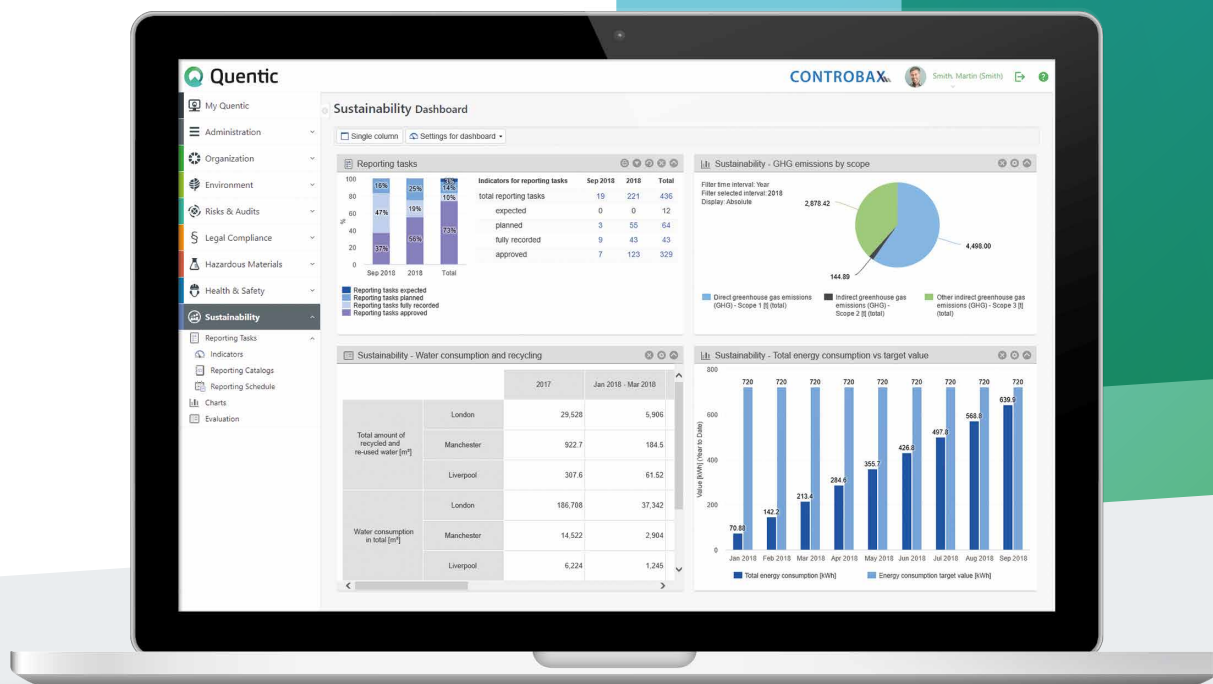 Quentic
CONTROBAX
Smith, Martin (Smith)
My Quentic
Administration
Organization
Environment
Risks & Audits
Legal Compliance
Hazardous Materials
Health & Safety
Sustainability
Reporting Tasks
Indicators
Reporting Catalogs
Reporting Schedule
Charts
Evaluation
Sustainability Dashboard
Single column
Settings for dashboard
Reporting tasks
100
80
60
40
20
0
%
16%
47%
37%
25%
19%
56%
14%
10%
73%
Sep 2018 2018 Total
Reporting tasks expected
Reporting tasks planned
Reporting tasks fully recorded
Reporting tasks approved
Indicators for reporting tasks Sep 2018 2018 Total
total reporting tasks 19 221 436
expected 0 0 12
planned 3 55 64
fully recorded 9 43 43
approved 7 123 329
Sustainability - GHG emissions by scope
Filter time interval: Year
Filter selected interval: 2018
Display: Absolute
2,878.42
4,498.00
144.89
Direct greenhouse gas emissions
(GHG) - Scope 1 [t] (total)
Indirect greenhouse gas
emissions (GHG) -
Scope 2 [t] (total)
Other indirect greenhouse gas
emissions (GHG) - Scope 3 [t]
(total)
Sustainability - Water consumption and recycling
2017 Jan 2018 - Mar 2018
Total amount of
recycled and
re-used water [m³]
London 29,528 5,906
Manchester 922.7 184.5
Liverpool 307.6 61.52
Water consumption
in total [m³]
London 186,708 37,342
Manchester 14,522 2,904
Liverpool 6,224 1,245
Sustainability - Total energy consumption vs target value
Value [kWh] (Year to Date)
800
600
400
200
0
720 720 720 720 720 720 720 720 720
70.88
142.2
213.4
284.6
355.7
426.8
497.8
568.8
639.9
Jan 2018 Feb 2018 Mar 2018 Apr 2018 May 2018 Jun 2018 Jul 2018 Aug 2018 Sep 2018
Total energy consumption [kWh]
Energy consumption target value [kWh]